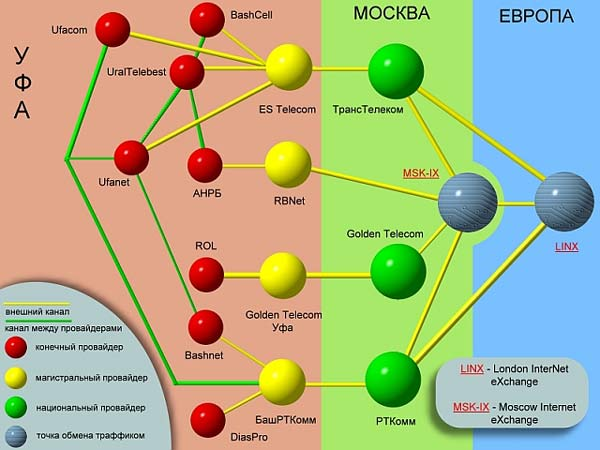 УФА
МОСКВА
ЕВРОПА
BashCell
Ufacom
UralTelebest
ES Telecom
ТрансТелеком
MSK-IX
Ufanet
АНРБ
RBNet
Golden Telecom
LINX
ROL
Golden Telecom
Уфа
Bashnet
БашРТКомм
РТКомм
DiasPro
внешний канал
канал между провайдерами
конечный провайдер
магистральный провайдер
национальный провайдер
точка обмена траффиком
LINX - London InterNet
eXchange
MSK-IX - Moscow Internet
eXchange